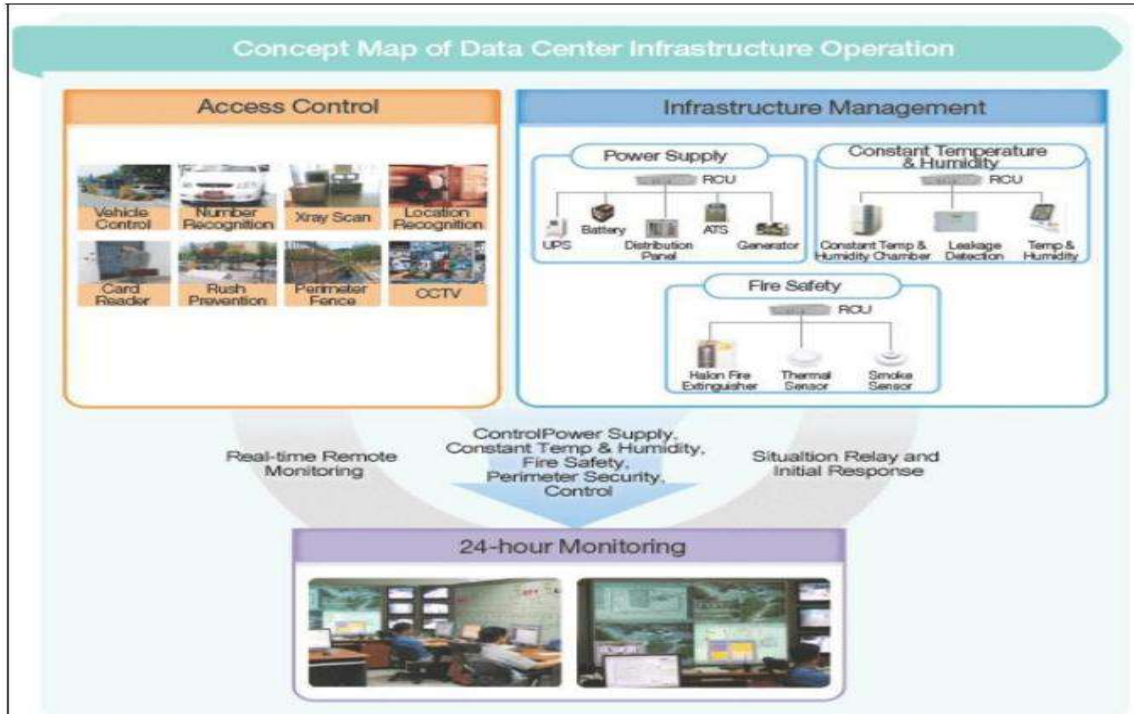 Concept Map of Data Center Infrastructure Operation
Access Control
Vehicle
Control
Number
Recognition
Xray Scan
Location
Recognition
Card
Reader
Rush
Prevention
Perimeter
Fence
CCTV
Infrastructure Management
Power Supply
RCU
UPS
Battery
Distribution
Panel
ATS
Generator
Constant Temperature
& Humidity
RCU
Constant Temp &
Humidity Chamber
Leakage
Detection
Temp &
Humidity
Fire Safety
RCU
Halon Fire
Extinguisher
Thermal
Sensor
Smoke
Sensor
Real-time Remote
Monitoring
ControlPower Supply,
Constant Temp & Humidity,
Fire Safety,
Perimeter Security,
Control
Situaltion Relay and
Initial Response
24-hour Monitoring